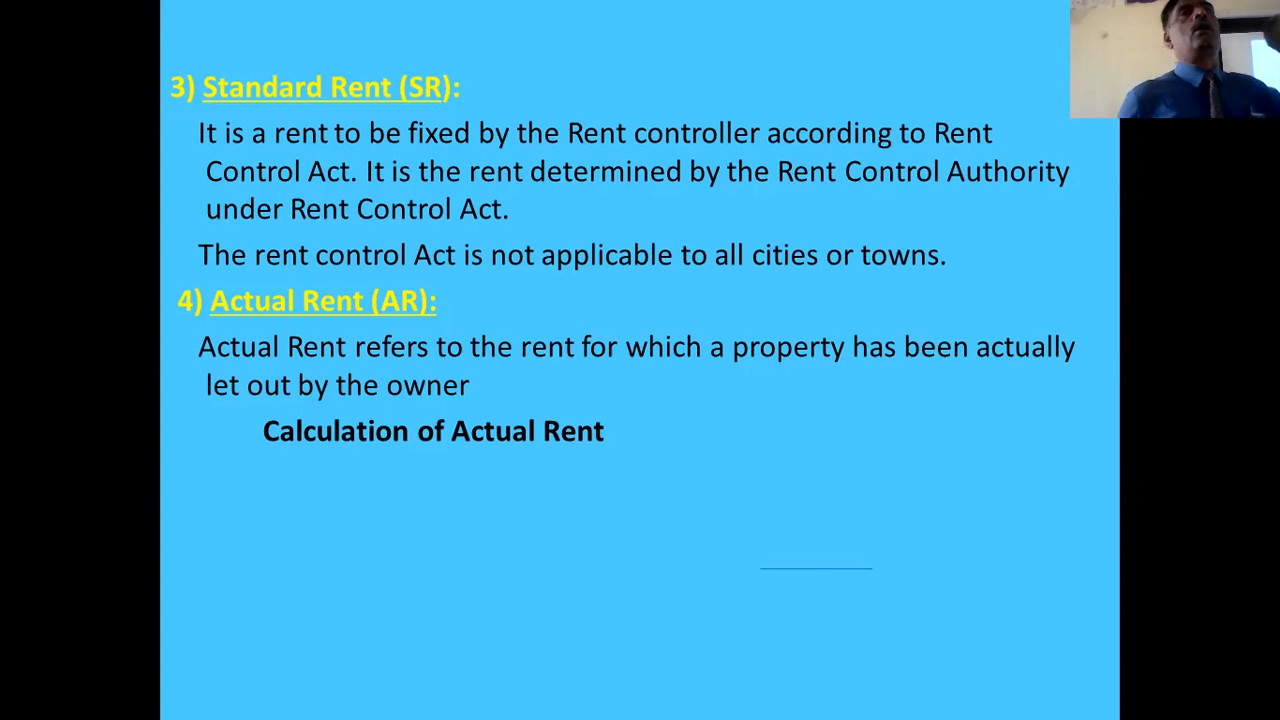 3) Standard Rent (SR):
It is a rent to be fixed by the Rent controller according to Rent
Control Act. It is the rent determined by the Rent Control Authority
under Rent Control Act.
The rent control Act is not applicable to all cities or towns.
4) Actual Rent (AR):
Actual Rent refers to the rent for which a property has been actually
let out by the owner
Calculation of Actual Rent